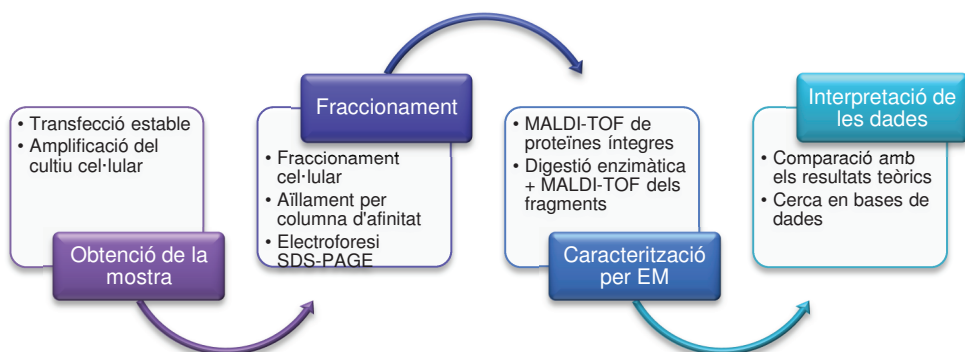 • Transfecció estable
• Amplificació del
cultiu cel·lular
Obtenció de la
mostra
Fraccionament
• Fraccionament
cel·lular
• Aïllament per
columna d'afinitat
• Electroforesi
SDS-PAGE
• MALDI-TOF de
proteïnes íntegres
• Digestió enzimàtica
+ MALDI-TOF dels
fragments
Caracterització
per EM
Interpretació de
les dades
• Comparació amb
els resultats teòrics
• Cerca en bases de
dades